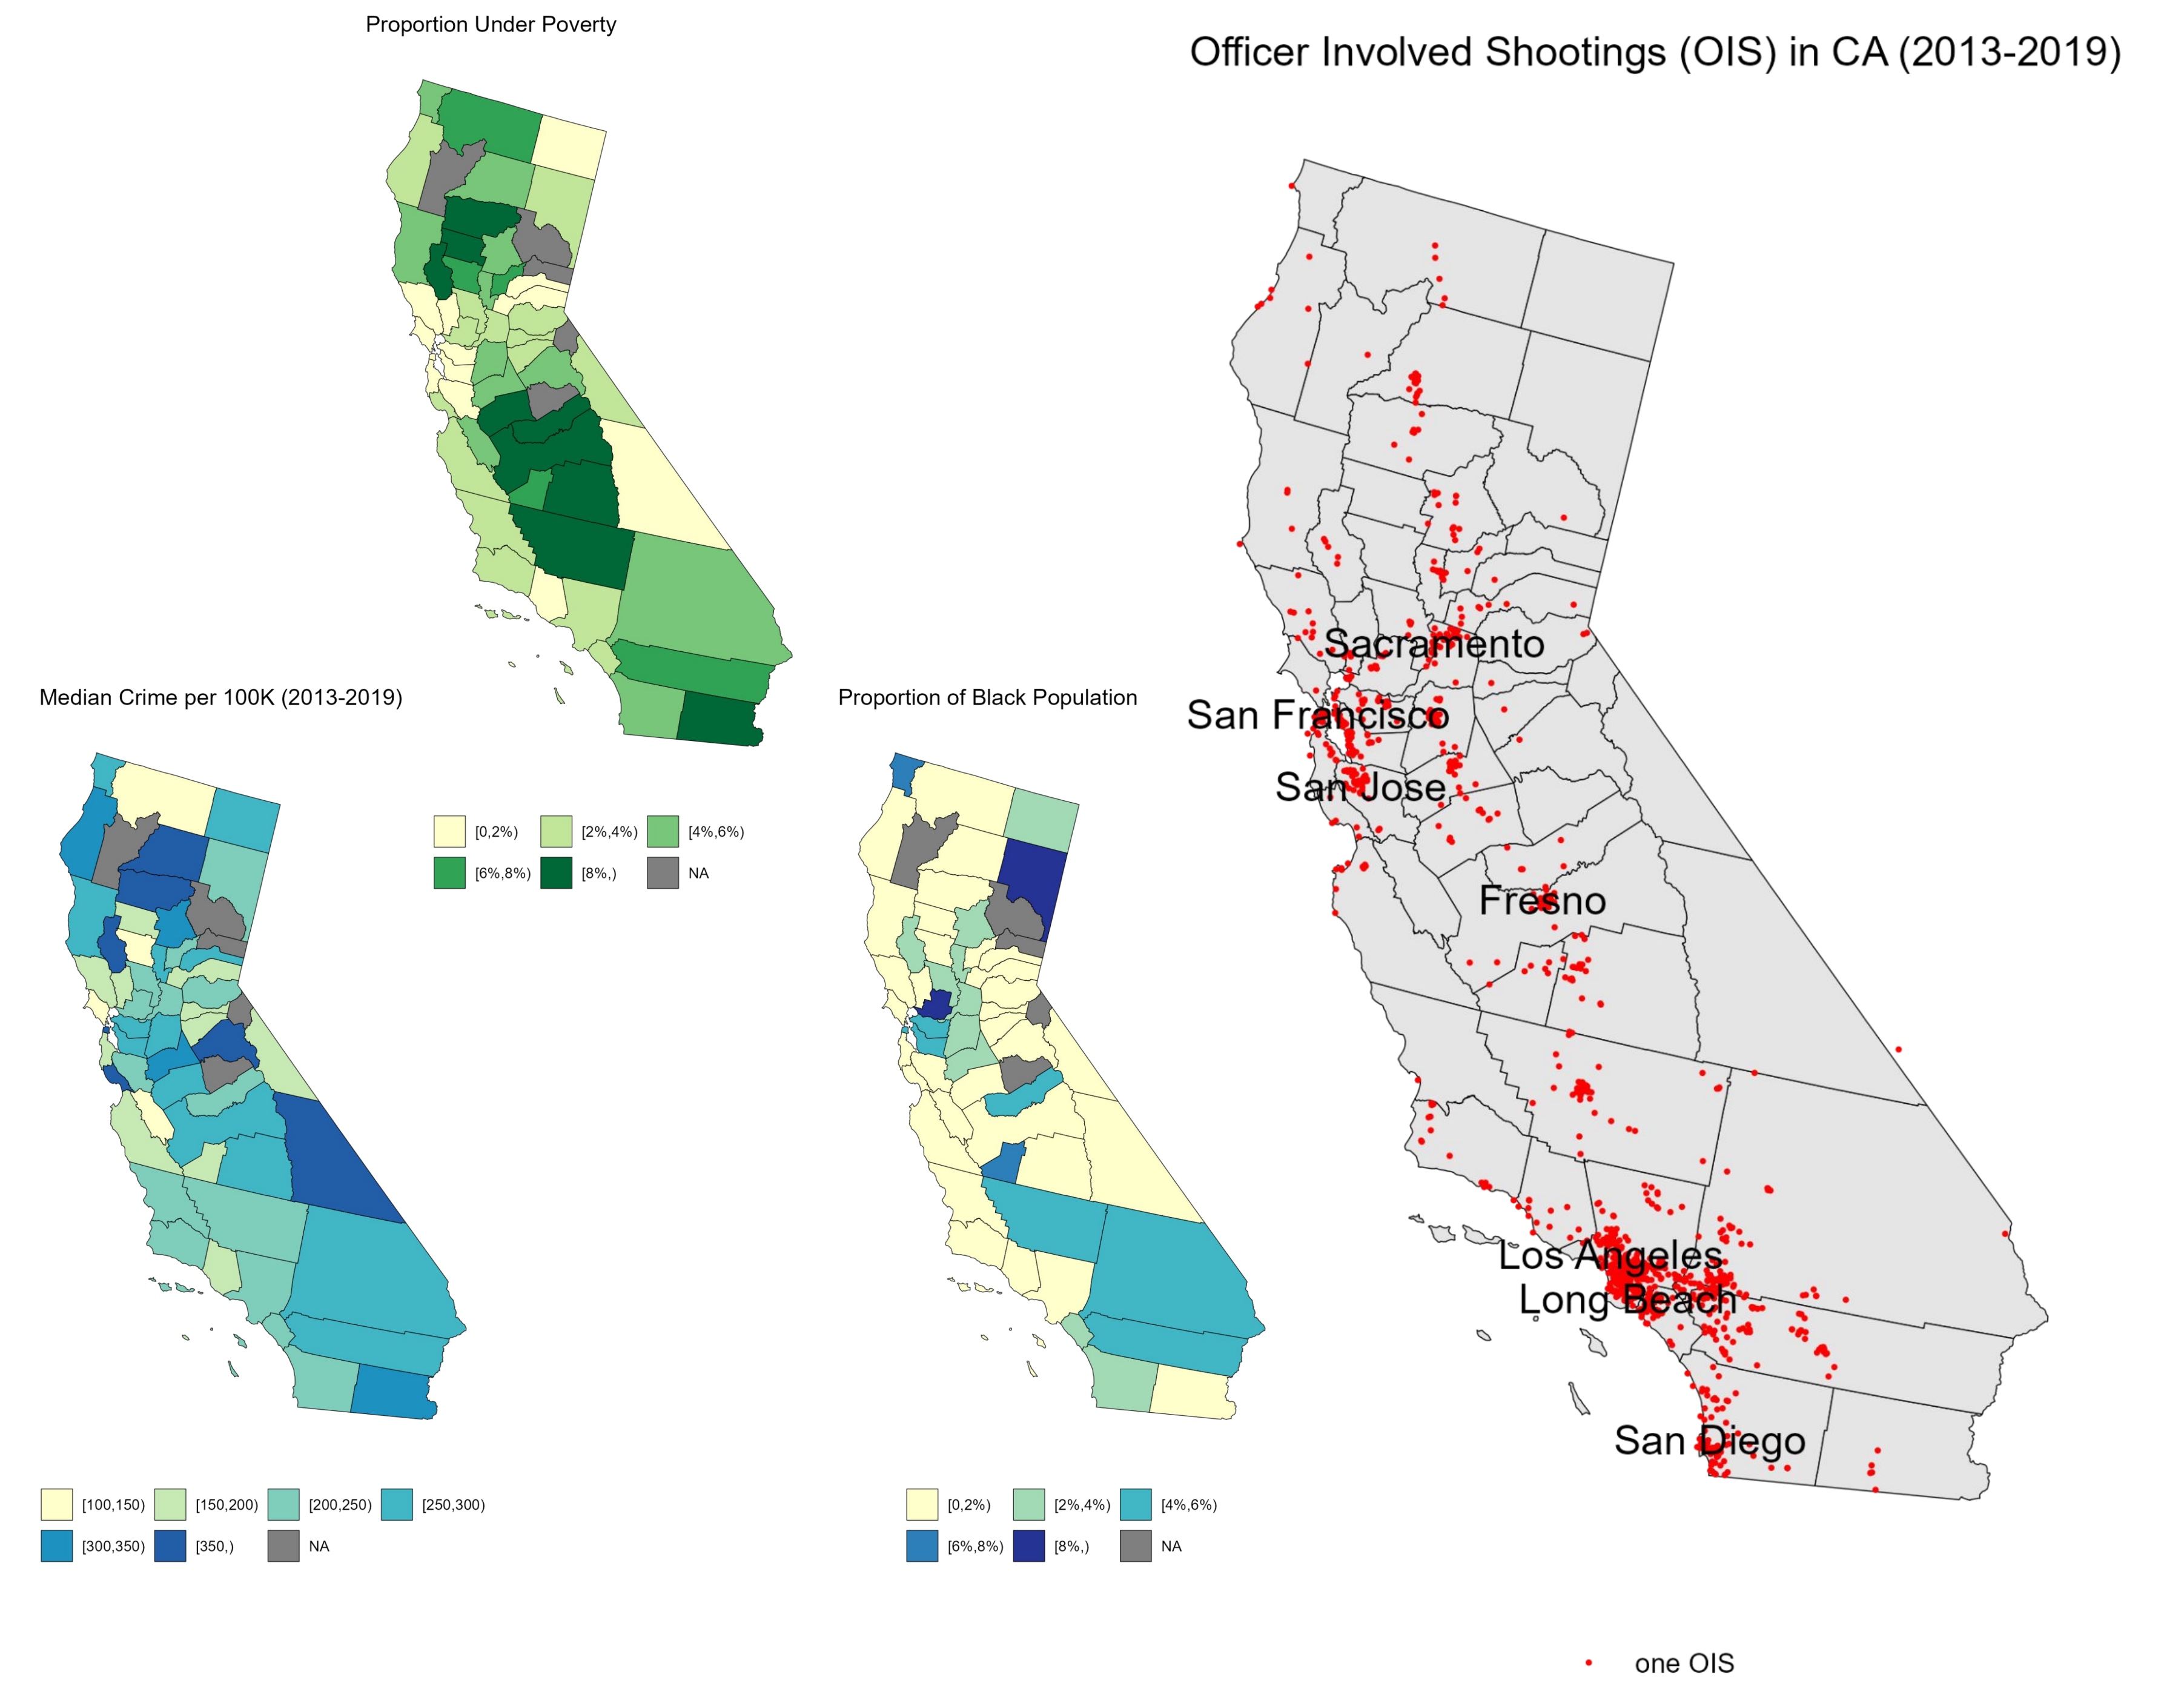 Proportion Under Poverty
Officer Involved Shootings (OIS) in CA (2013-2019)
Sacramento
San Francisco
San Jose
Fresno
Los Angeles
Long Beach
San Diego
one OIS
Median Crime per 100K (2013-2019)
Proportion of Black Population
[0,2%) [2%,4%) [4%,6%)
[6%,8%) [8%,) NA
[100,150) [150,200) [200,250) [250,300)
[300,350) [350,) NA
[0,2%) [2%,4%) [4%,6%)
[6%,8%) [8%,) NA